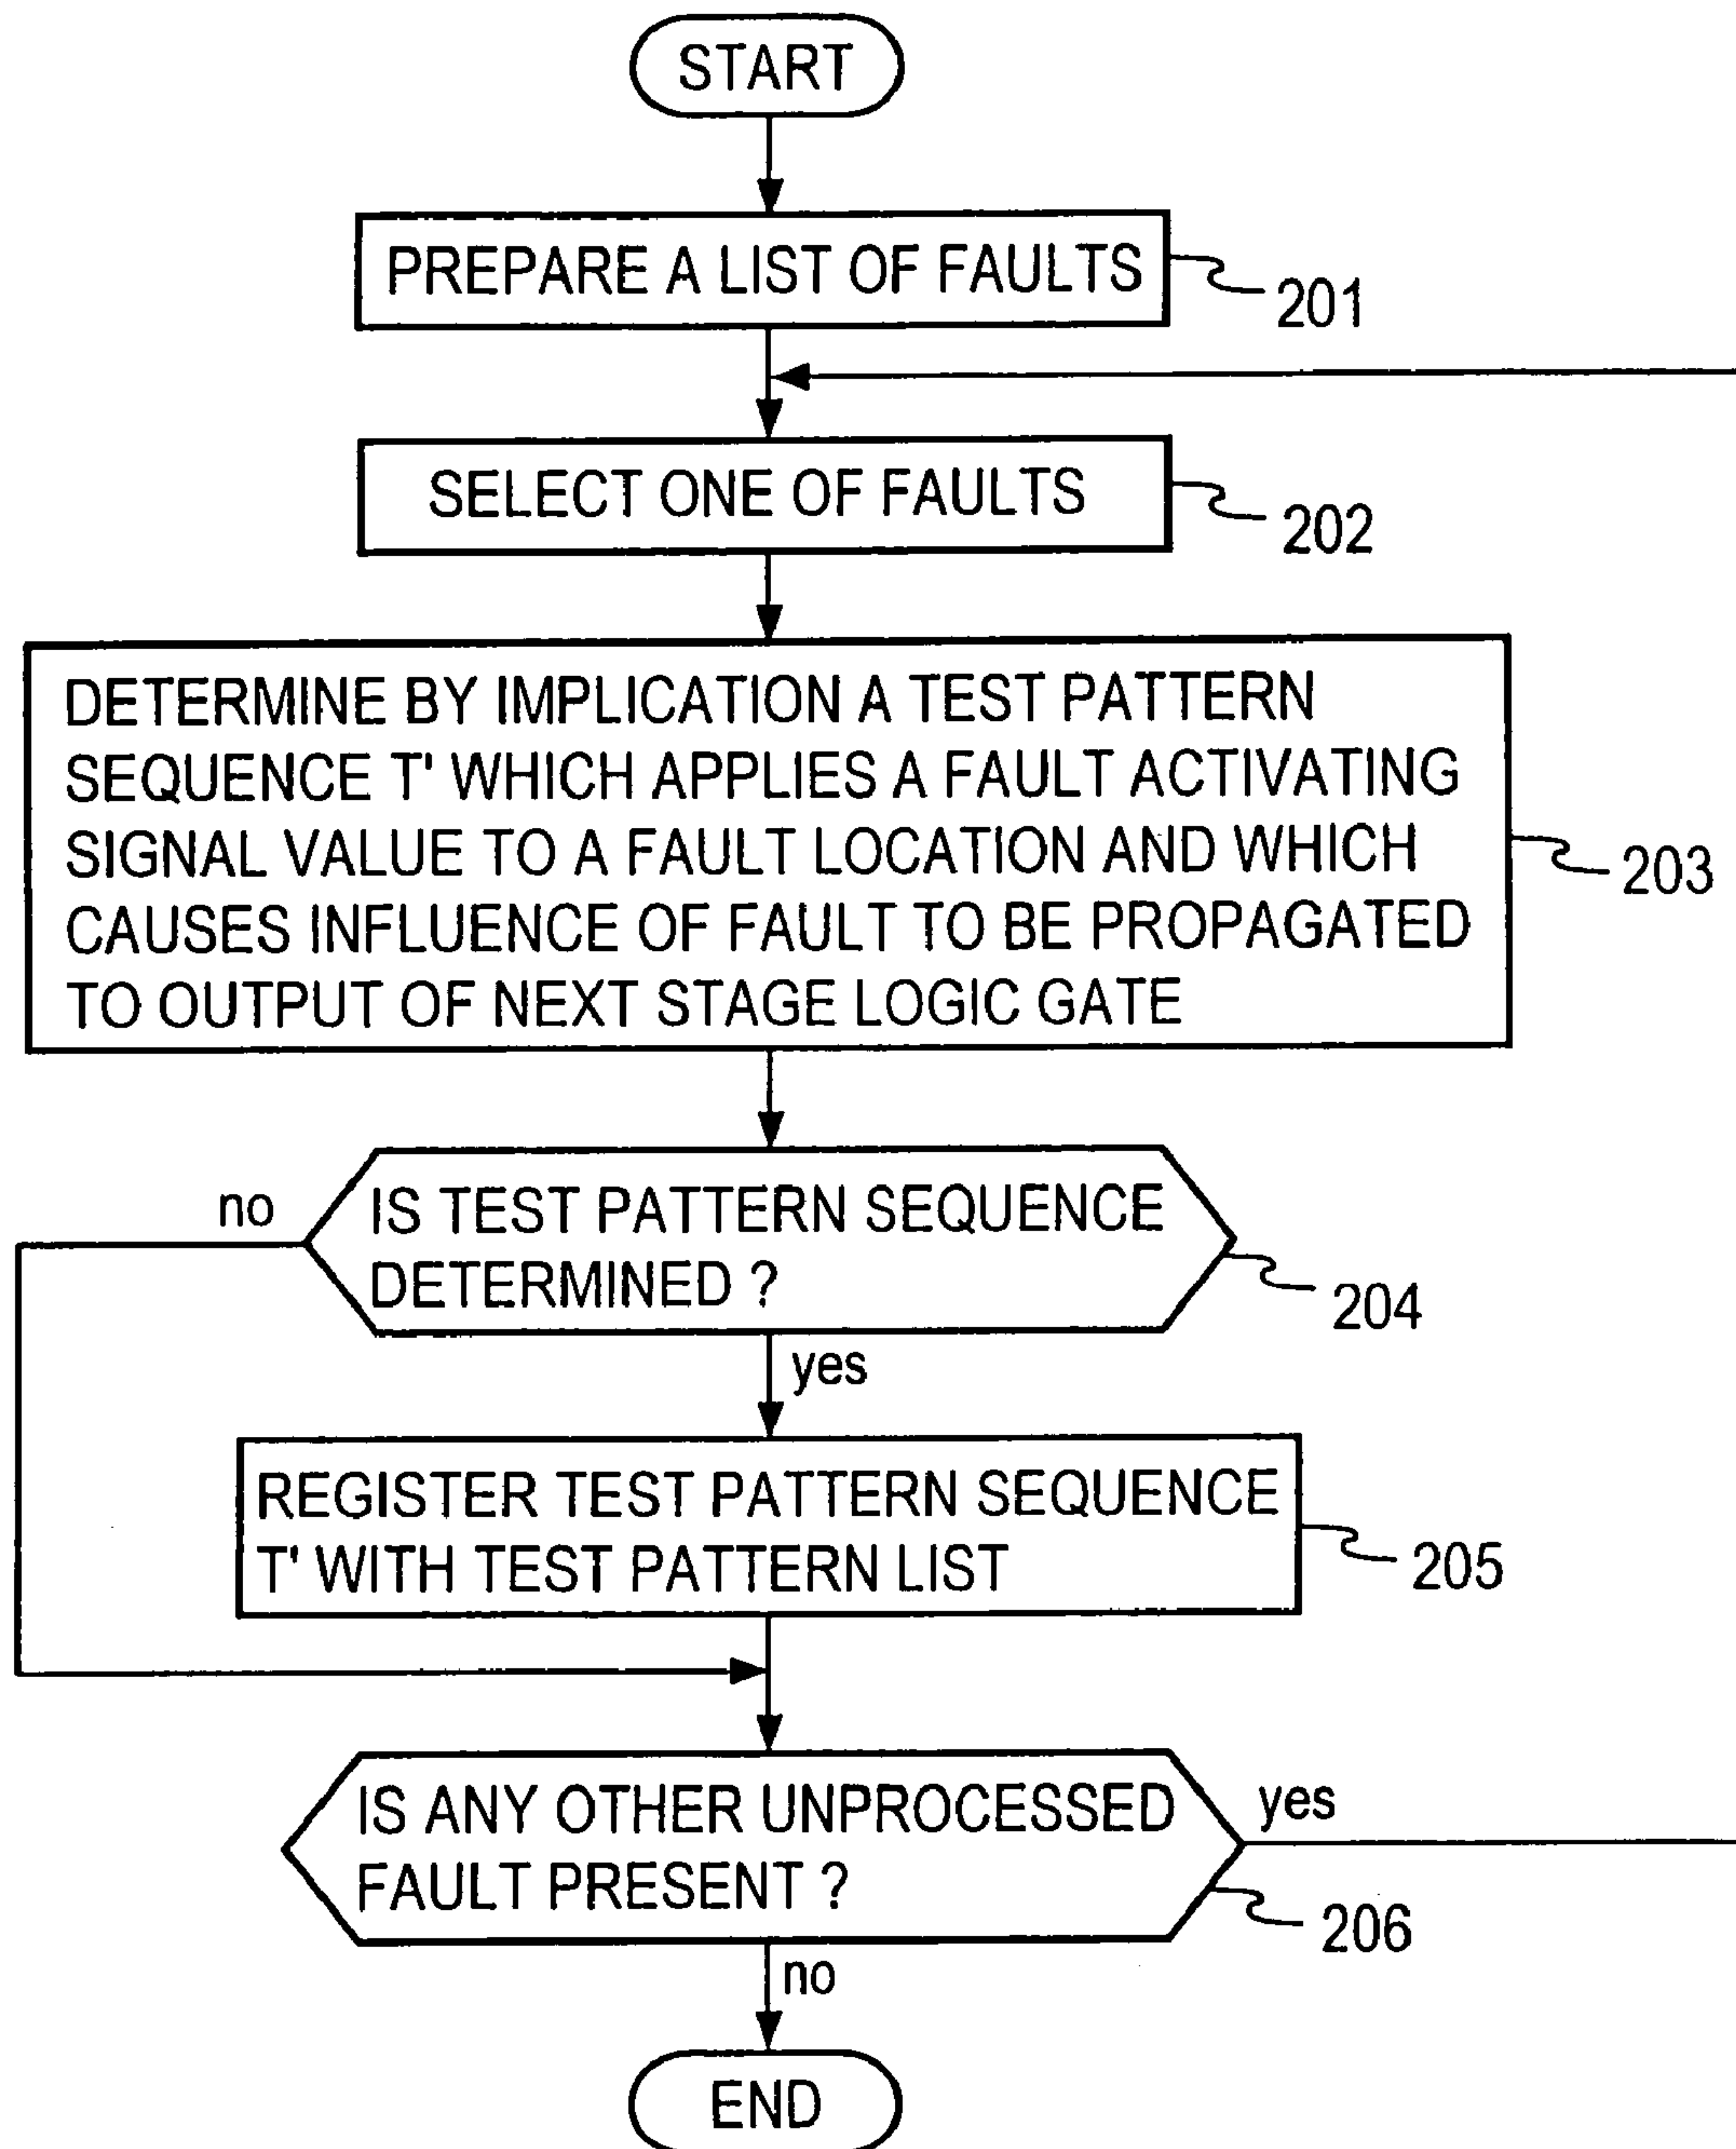 START
PREPARE A LIST OF FAULTS
201
SELECT ONE OF FAULTS
202
DETERMINE BY IMPLICATION A TEST PATTERN
SEQUENCE T' WHICH APPLIES A FAULT ACTIVATING
SIGNAL VALUE TO A FAULT LOCATION AND WHICH
CAUSES INFLUENCE OF FAULT TO BE PROPAGATED
TO OUTPUT OF NEXT STAGE LOGIC GATE
203
no
IS TEST PATTERN SEQUENCE
DETERMINED ?
204
yes
REGISTER TEST PATTERN SEQUENCE
T' WITH TEST PATTERN LIST
205
IS ANY OTHER UNPROCESSED
FAULT PRESENT ?
yes
206
no
END